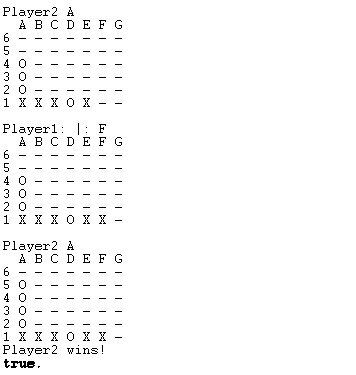 Player2 A
  A B C D E F G
6 - - - - - - -
5 - - - - - - -
4 O - - - - - -
3 O - - - - - -
2 O - - - - - -
1 X X X O X - -
Player1: |: F
  A B C D E F G
6 - - - - - - -
5 - - - - - - -
4 O - - - - - -
3 O - - - - - -
2 O - - - - - -
1 X X X O X X -
Player2 A
  A B C D E F G
6 - - - - - - -
5 O - - - - - -
4 O - - - - - -
3 O - - - - - -
2 O - - - - - -
1 X X X O X X -
Player2 wins!
true.